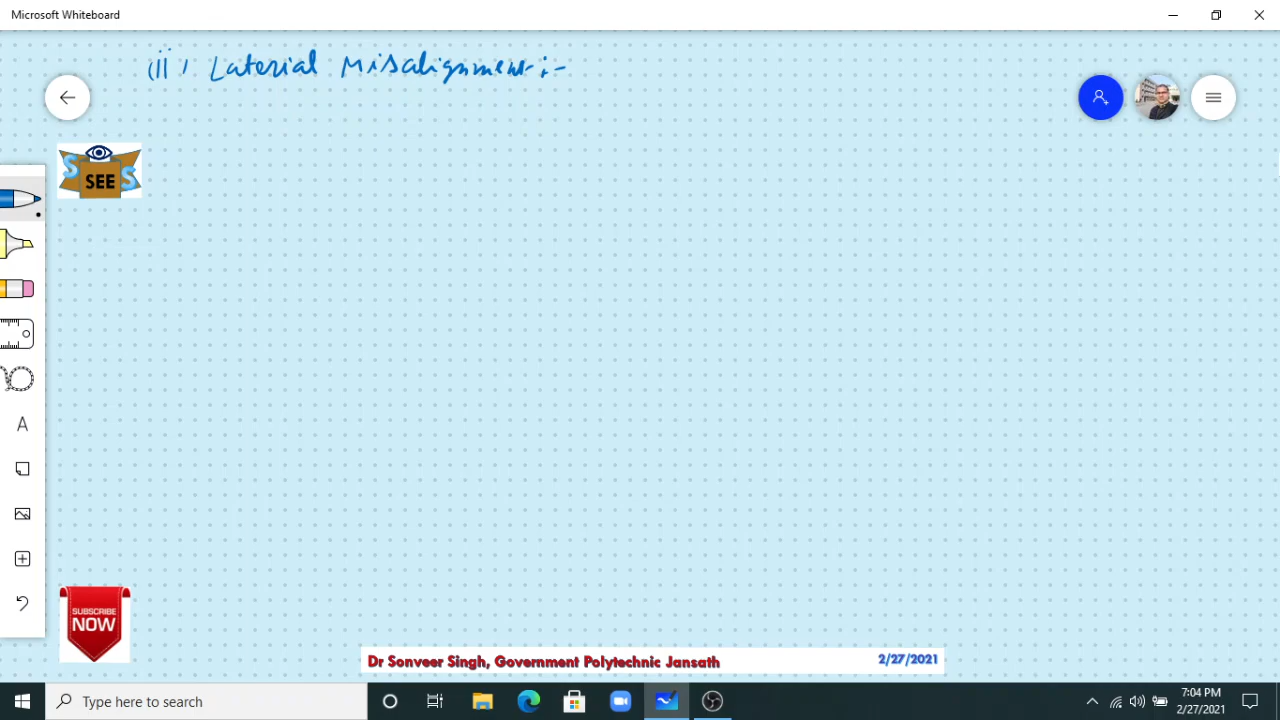 Microsoft Whiteboard
(ii) Laterial Misalignment :-
S SEE S
A
SUBSCRIBE
NOW
Dr Sonveer Singh, Government Polytechnic Jansath
2/27/2021
Type here to search
7:04 PM
2/27/2021